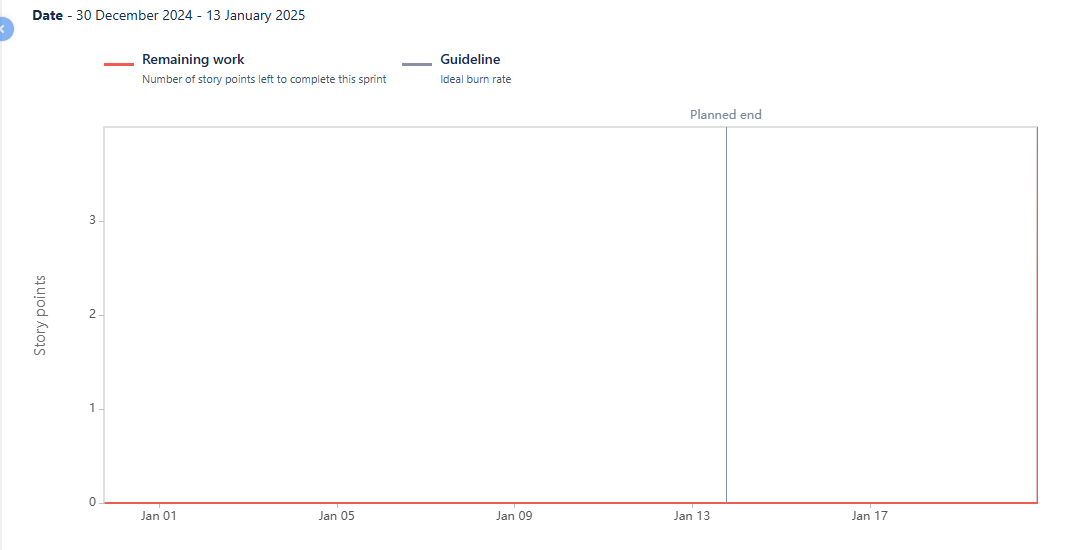 Date - 30 December 2024 - 13 January 2025
Remaining work
Number of story points left to complete this sprint
Guideline
Ideal burn rate
Planned end
Story points
3
2
1
0
Jan 01
Jan 05
Jan 09
Jan 13
Jan 17